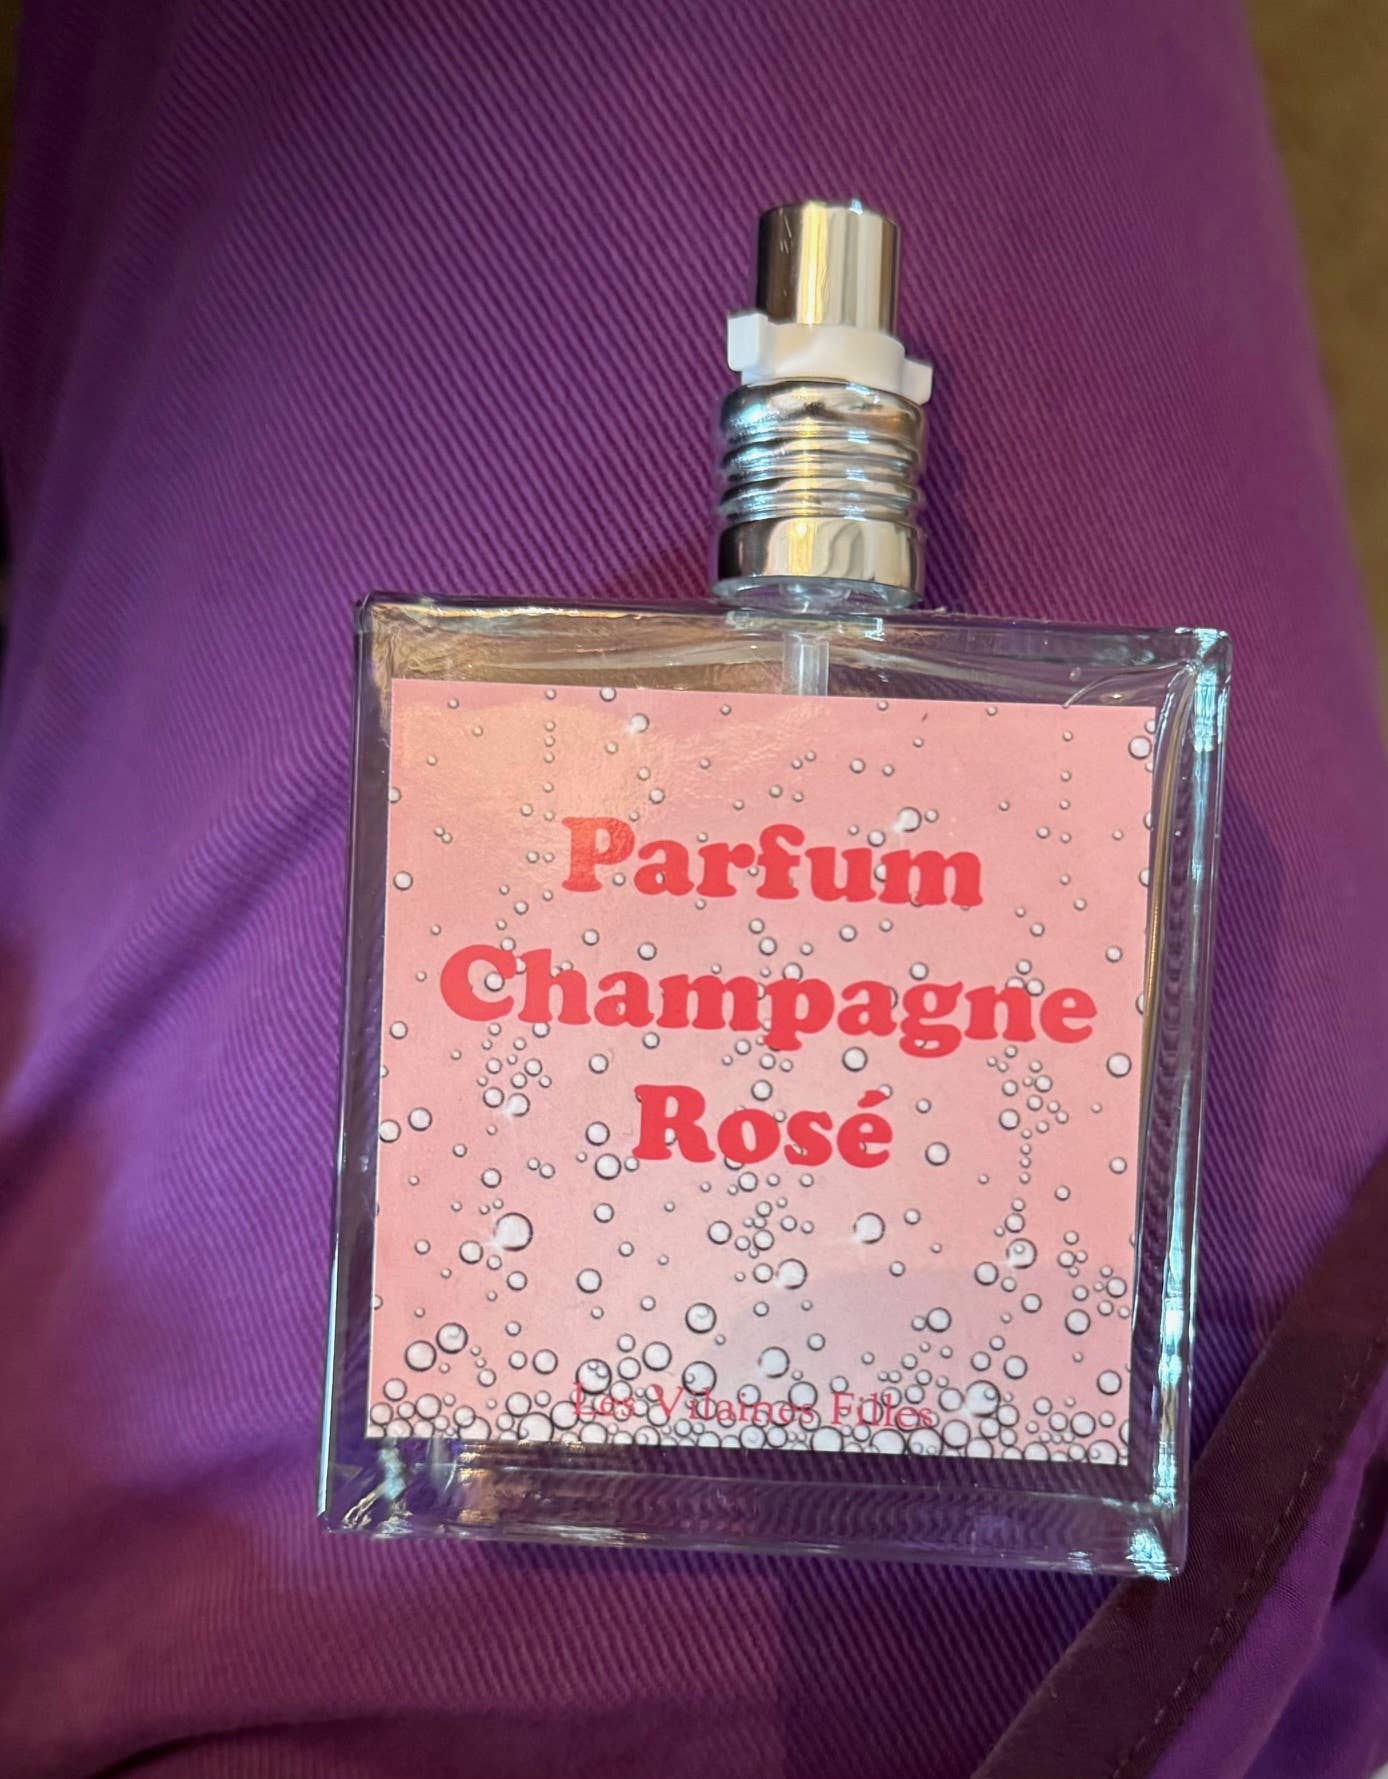 Parfum
Champagne
Rosé
Les Vilaines Filles